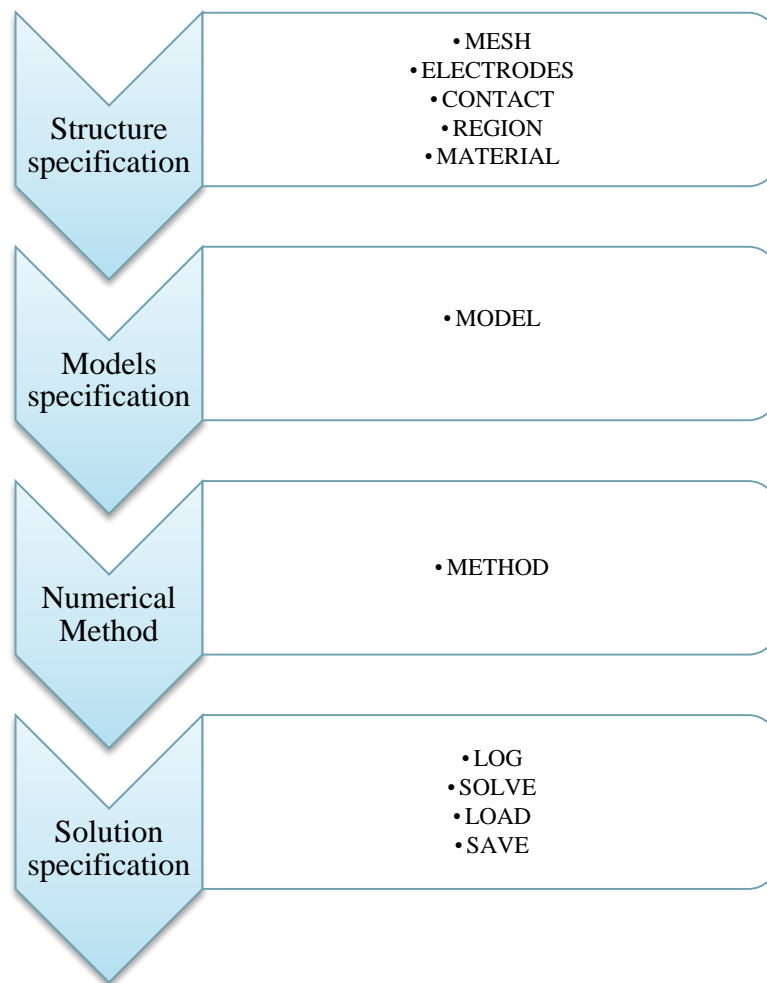 Structure
specification
• MESH
• ELECTRODES
• CONTACT
• REGION
• MATERIAL
Models
specification
• MODEL
Numerical
Method
• METHOD
Solution
specification
• LOG
• SOLVE
• LOAD
• SAVE